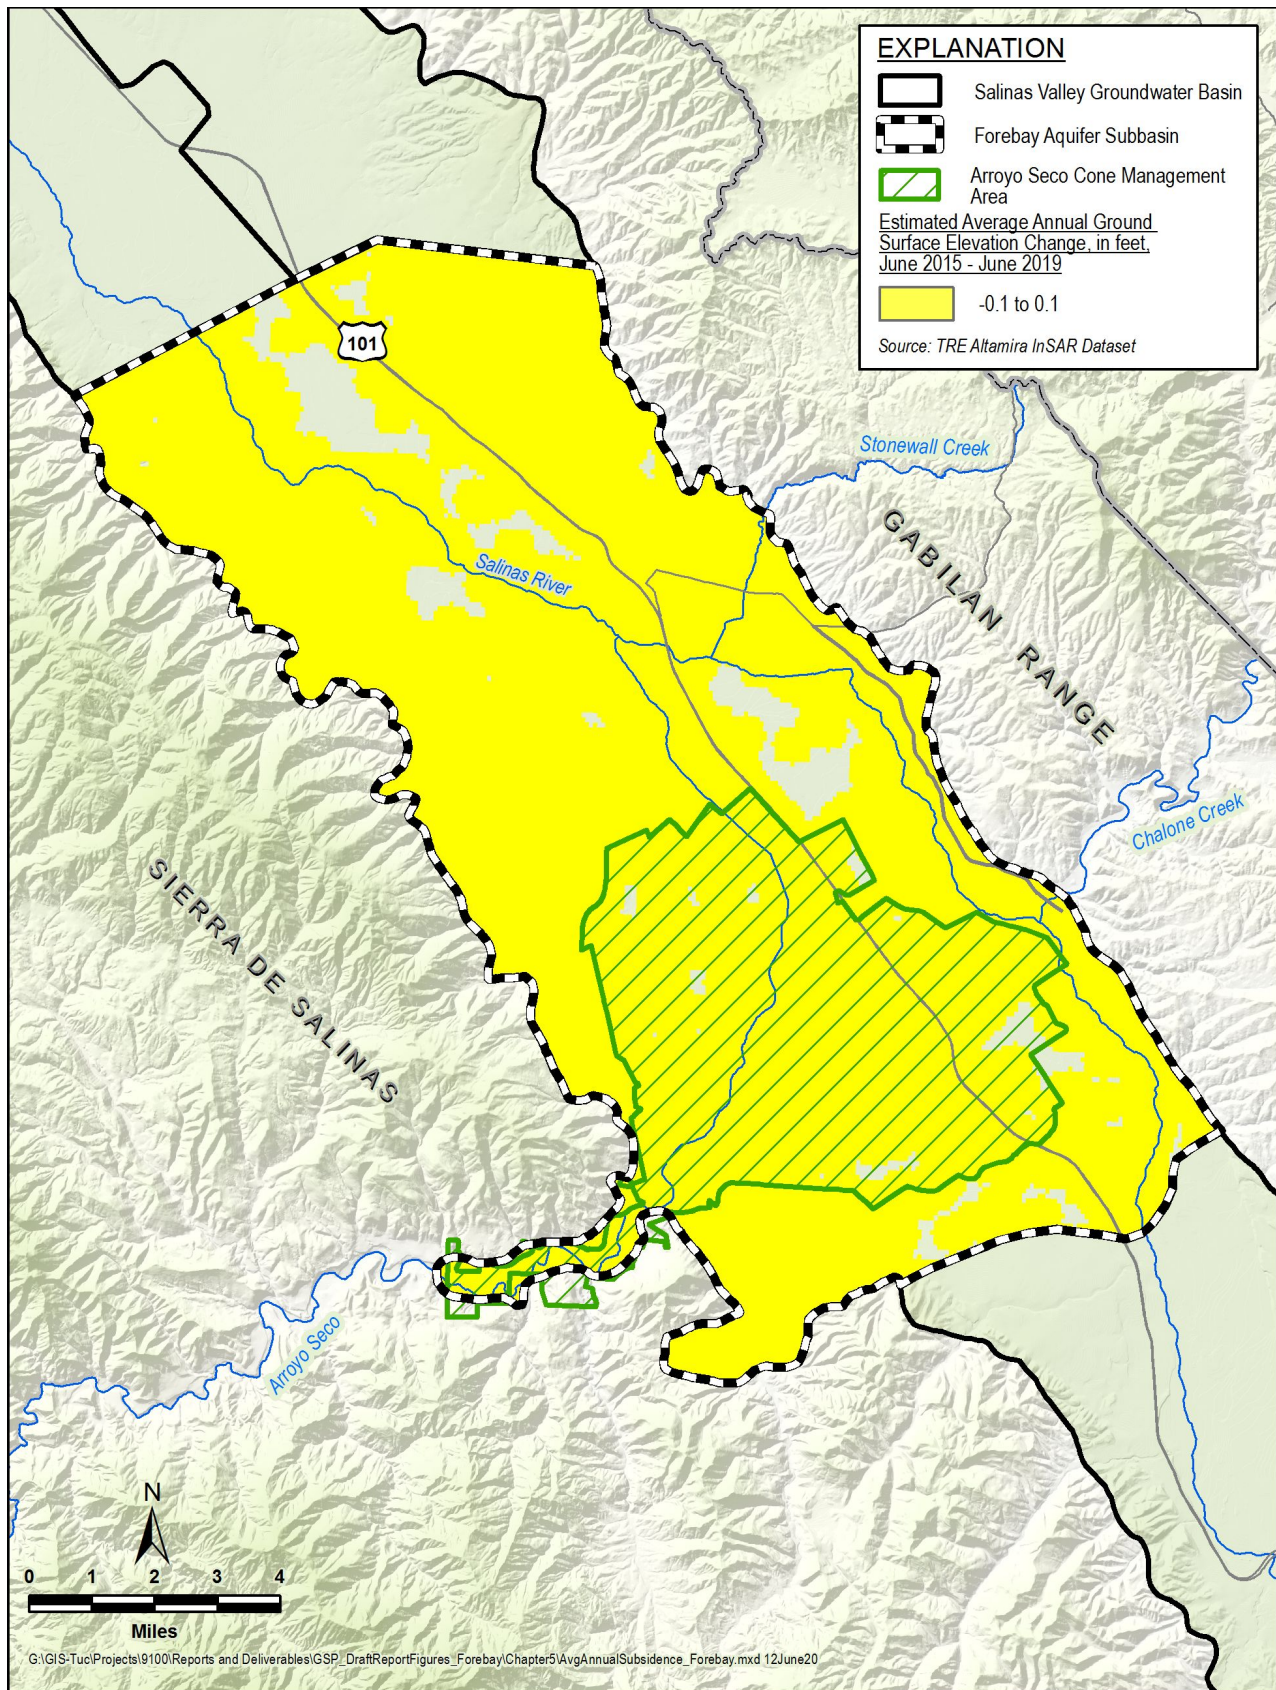 EXPLANATION
Salinas Valley Groundwater Basin
Forebay Aquifer Subbasin
Arroyo Seco Cone Management
Area
Estimated Average Annual Ground
Surface Elevation Change, in feet,
June 2015 - June 2019
-0.1 to 0.1
Source: TRE Altamira InSAR Dataset
101
Stonewall Creek
GABILAN RANGE
Salinas River
Chalone Creek
SIERRA DE SALINAS
Arroyo Seco
N
0 1 2 3 4
Miles
G:\GIS-Tuc\Projects\9100\Reports and Deliverables\GSP_DraftReportFigures_Forebay\Chapter5\AvgAnnualSubsidence_Forebay.mxd 12June20